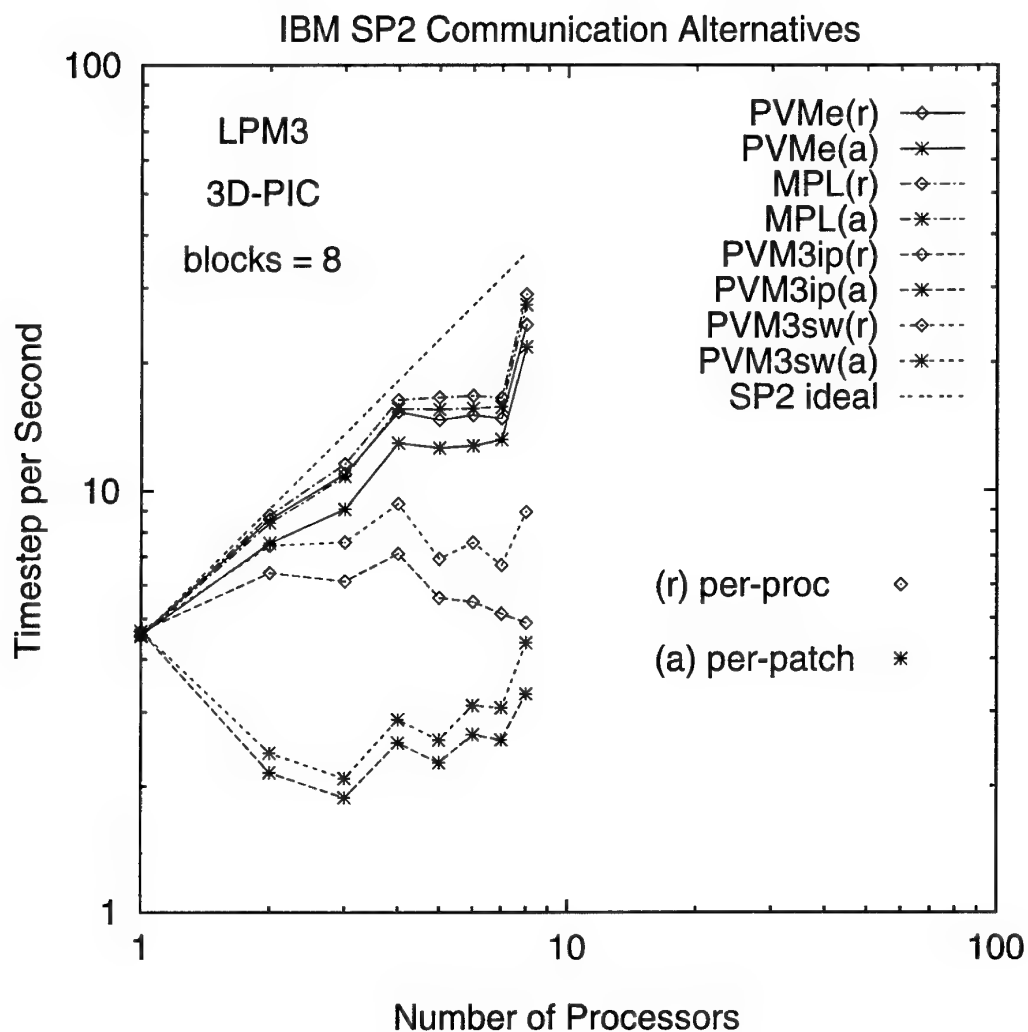 IBM SP2 Communication Alternatives
100
LPM3
3D-PIC
blocks = 8
PVMe(r)
PVMe(a)
MPL(r)
MPL(a)
PVM3ip(r)
PVM3ip(a)
PVM3sw(r)
PVM3sw(a)
SP2 ideal
Timestep per Second
10
(r) per-proc
(a) per-patch
1
1
10
100
Number of Processors